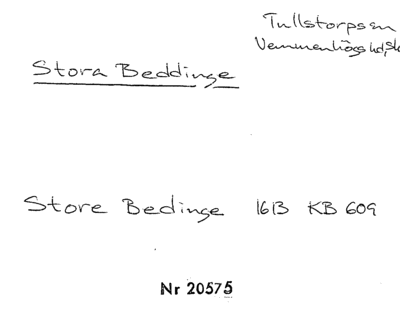 Tullstorps sn
Vemmenhögs hd, Sk
Stora Beddinge
Store Bedinge 1613 KB 609
Nr 20575